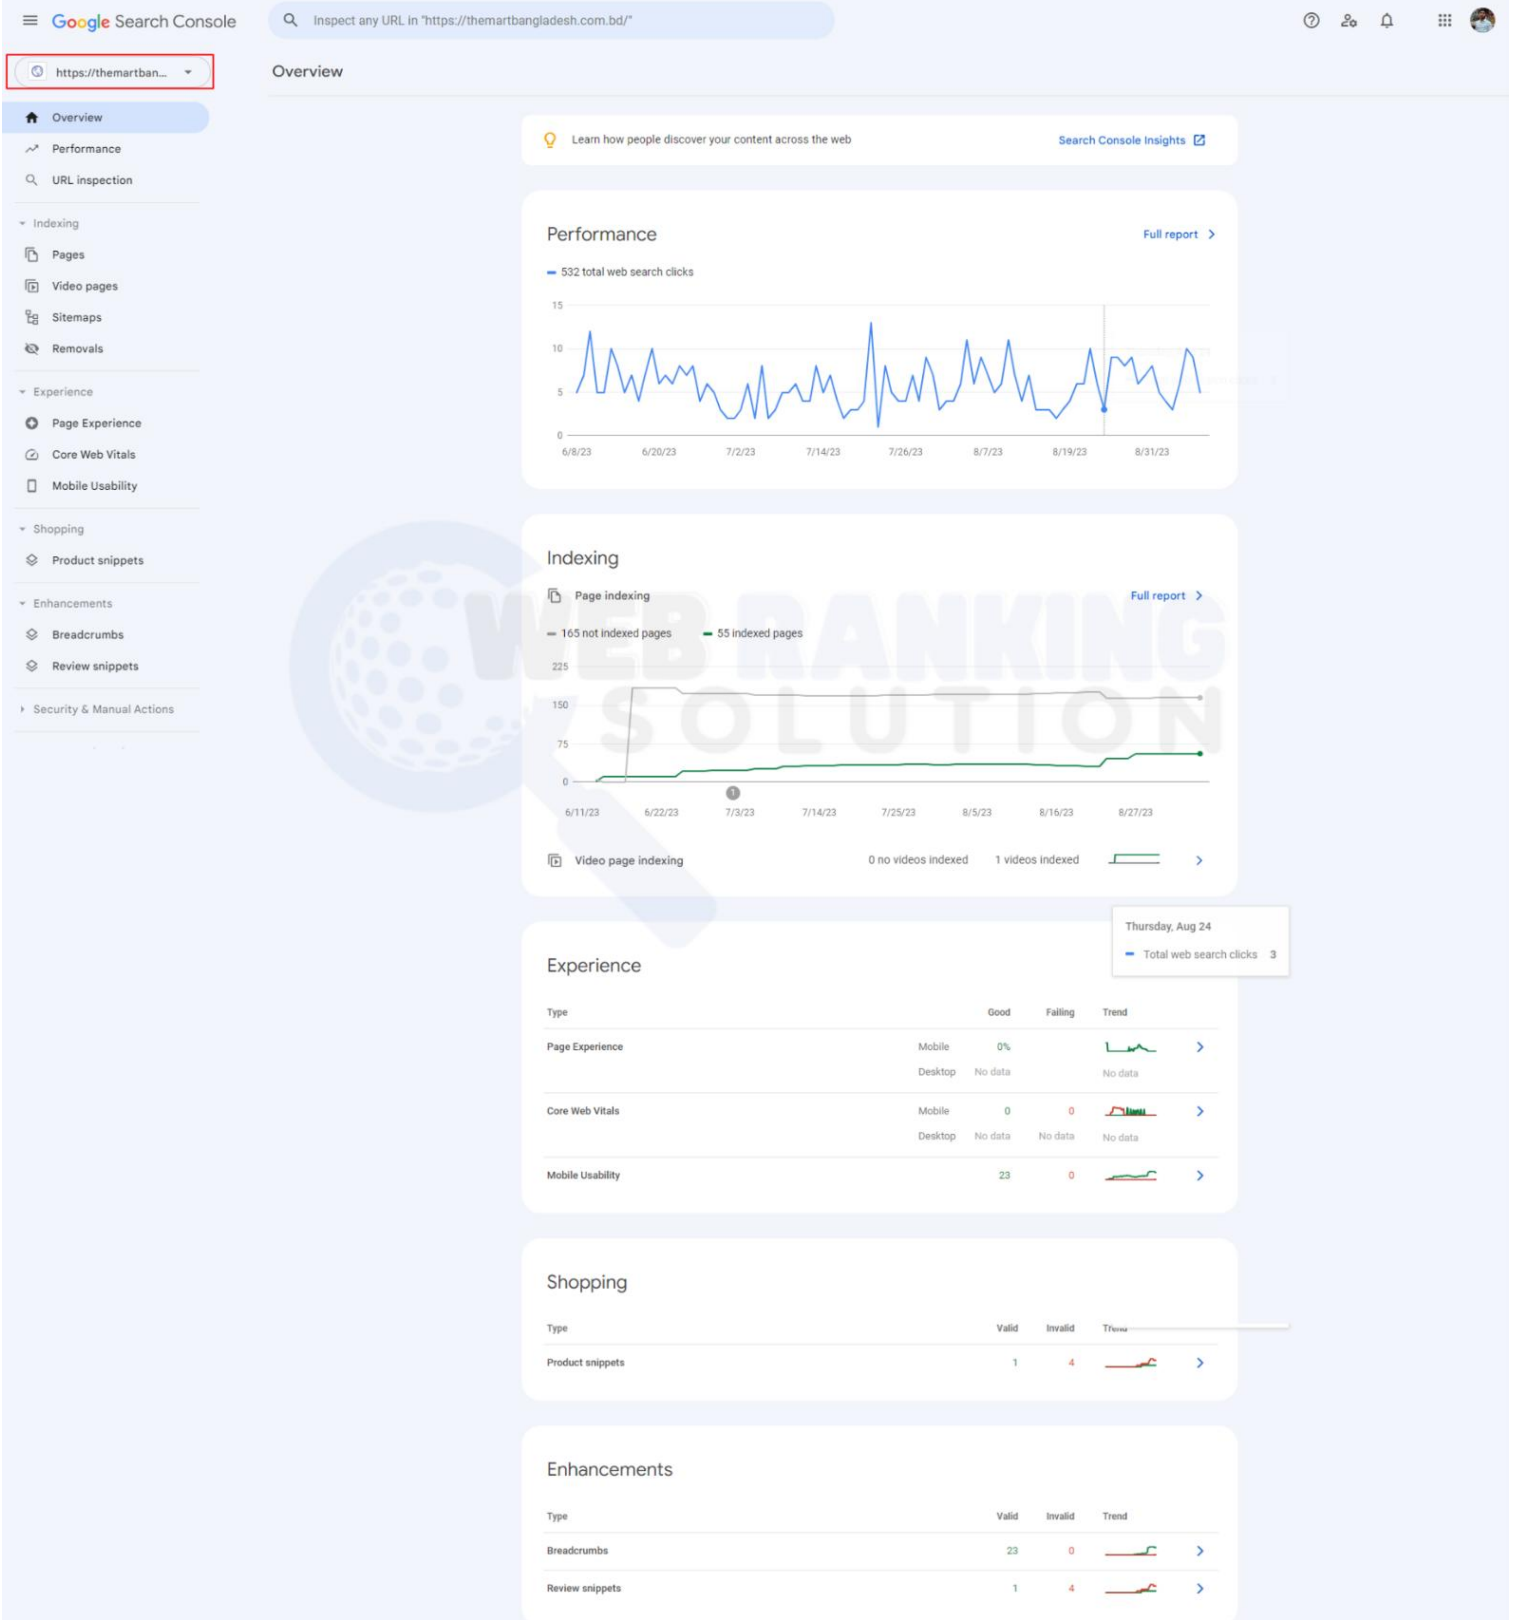 Google Search Console
Inspect any URL in "https://themartbangladesh.com.bd/"
https://themartban...
Overview
Overview
Performance
URL inspection
Indexing
Pages
Video pages
Sitemaps
Removals
Experience
Page Experience
Core Web Vitals
Mobile Usability
Shopping
Product snippets
Enhancements
Breadcrumbs
Review snippets
Security & Manual Actions
Learn how people discover your content across the web
Search Console Insights
Performance
Full report
532 total web search clicks
15
10
5
0
6/8/23 6/20/23 7/2/23 7/14/23 7/26/23 8/7/23 8/19/23 8/31/23
Indexing
Page indexing
Full report
165 not indexed pages 55 indexed pages
225
150
75
0
1
6/11/23 6/22/23 7/3/23 7/14/23 7/25/23 8/5/23 8/16/23 8/27/23
Video page indexing 0 no videos indexed 1 videos indexed
WEB RANKING
SOLUTION
Thursday, Aug 24
Total web search clicks 3
Experience
Type Good Failing Trend
Page Experience Mobile 0%
Desktop No data No data
Core Web Vitals Mobile 0 0
Desktop No data No data No data
Mobile Usability 23 0
Shopping
Type Valid Invalid Trend
Product snippets 1 4
Enhancements
Type Valid Invalid Trend
Breadcrumbs 23 0
Review snippets 1 4